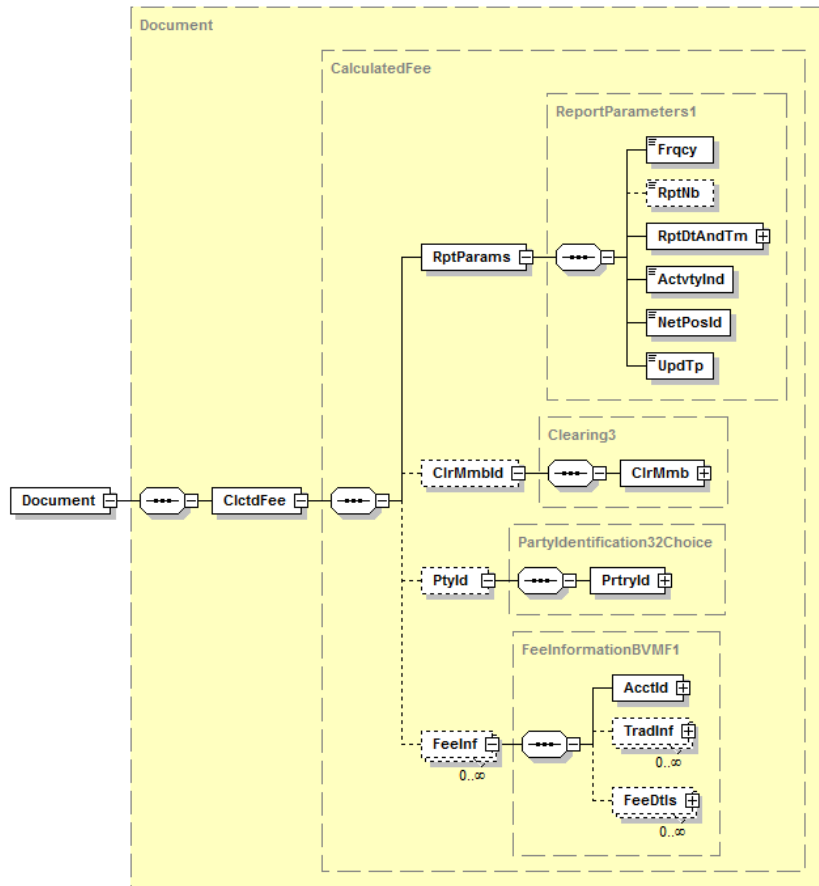 Document
CalculatedFee
ReportParameters1
Frqcy
RptNb
RptDtAndTm
RptParams
ActvtyInd
NetPosId
UpdTp
Clearing3
ClrMmbId
ClrMmb
Document
ClctdFee
PartyIdentification32Choice
PtyId
PrtryId
FeeInformationBVMF1
AcctId
FeeInf
0..∞
TradInf
0..∞
FeeDtls
0..∞